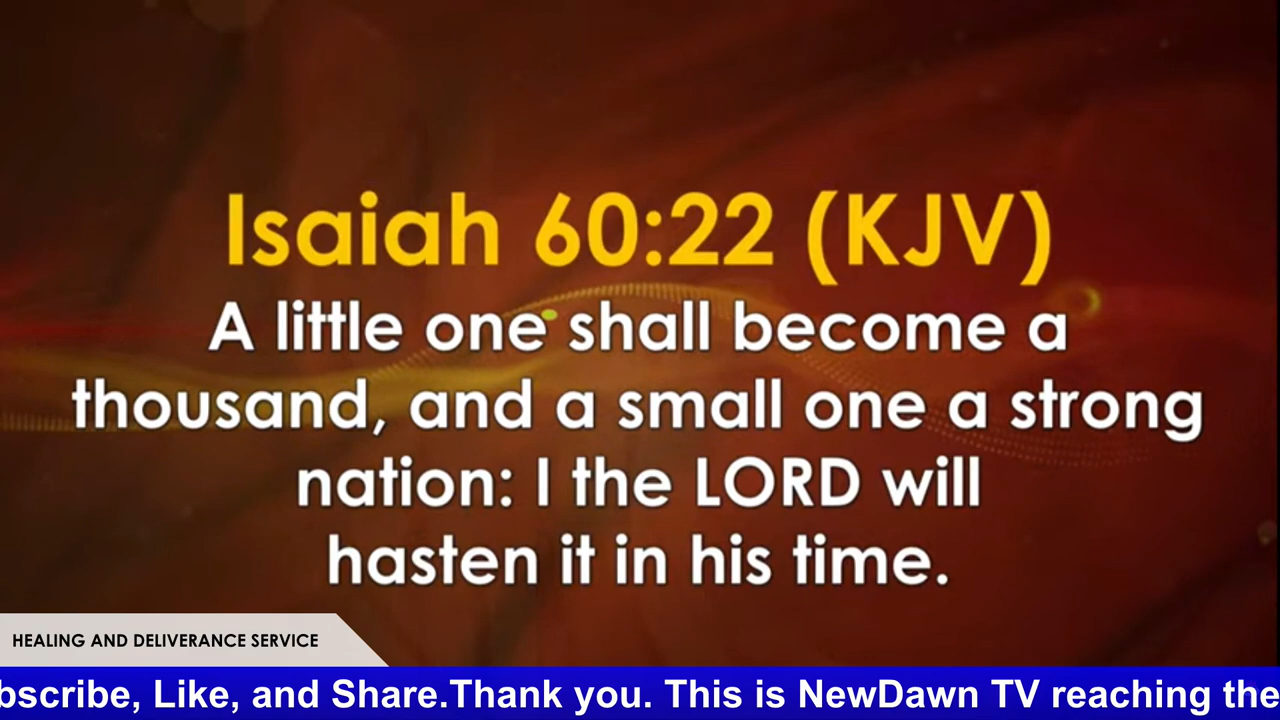 Isaiah 60:22 (KJV)
A little one shall become a
thousand, and a small one a strong
nation: I the LORD will
hasten it in his time.
HEALING AND DELIVERANCE SERVICE
bscribe, Like, and Share.Thank you. This is NewDawn TV reaching the